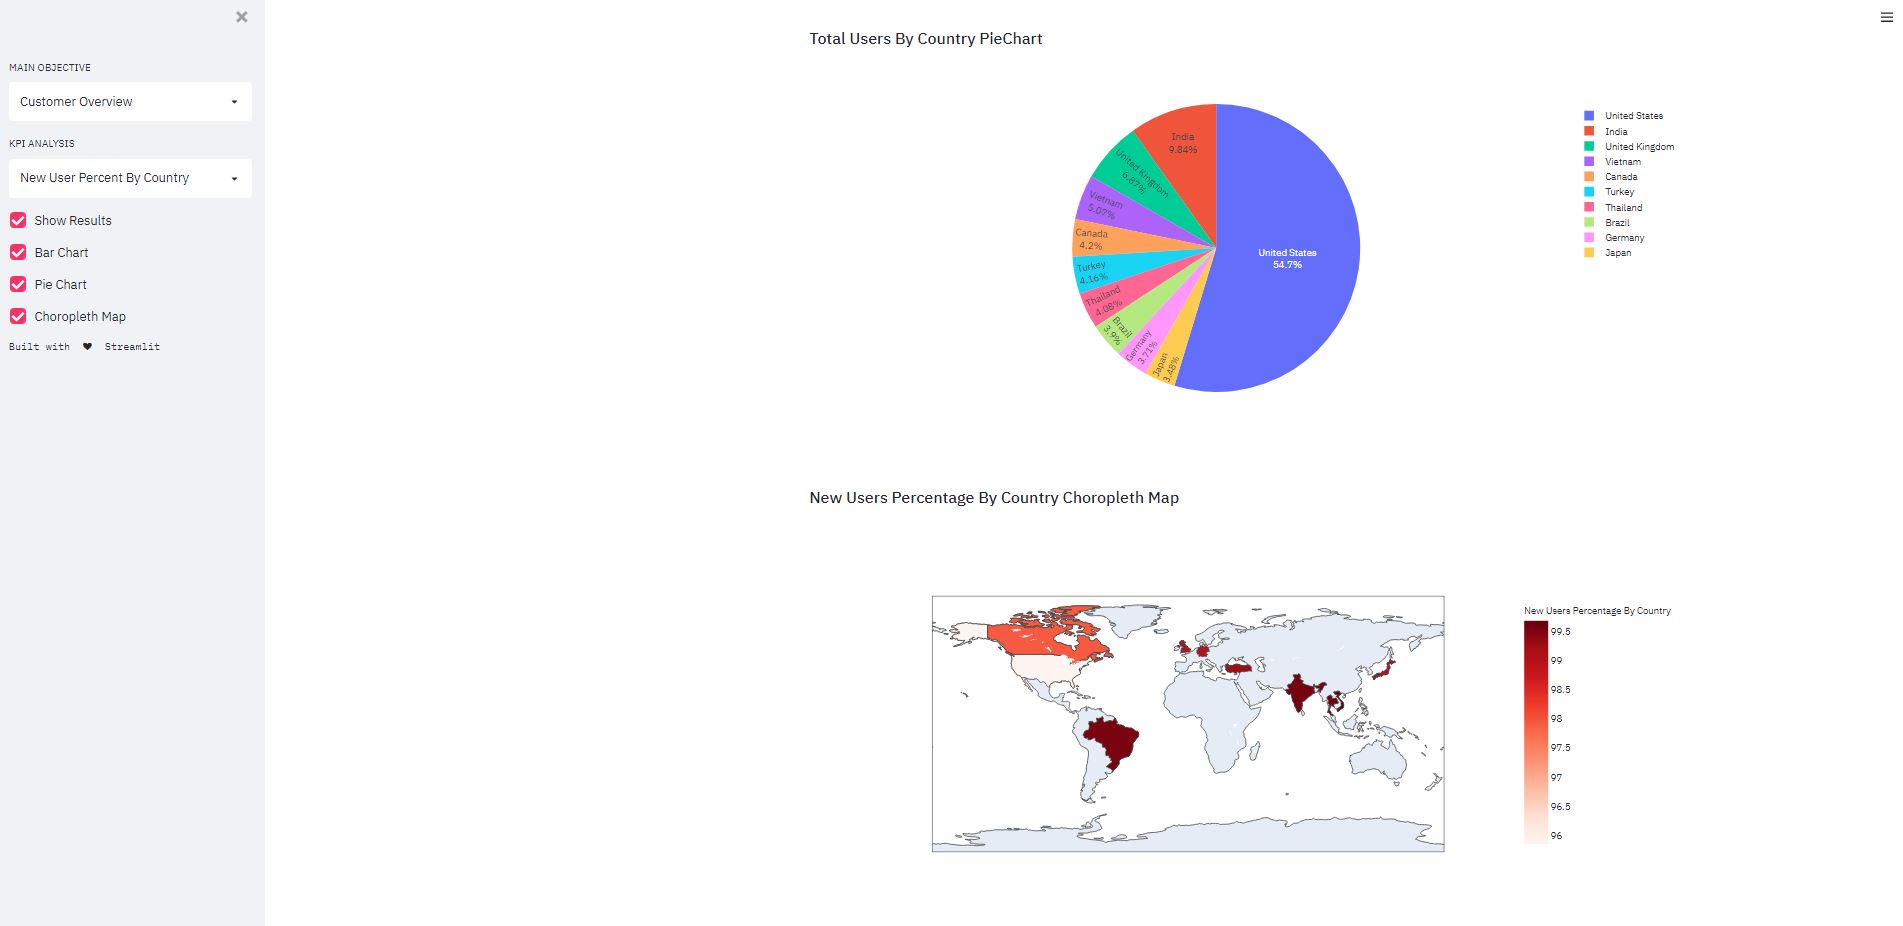 MAIN OBJECTIVE
Customer Overview
KPI ANALYSIS
New User Percent By Country
Show Results
Bar Chart
Pie Chart
Choropleth Map
Built with ♥ Streamlit
Total Users By Country PieChart
India
9.84%
United Kingdom
6.87%
Vietnam
5.07%
Canada
4.2%
Turkey
4.16%
Thailand
4.08%
Brazil
3.9%
Germany
3.71%
Japan
3.48%
United States
54.7%
United States
India
United Kingdom
Vietnam
Canada
Turkey
Thailand
Brazil
Germany
Japan
New Users Percentage By Country Choropleth Map
New Users Percentage By Country
99.5
99
98.5
98
97.5
97
96.5
96